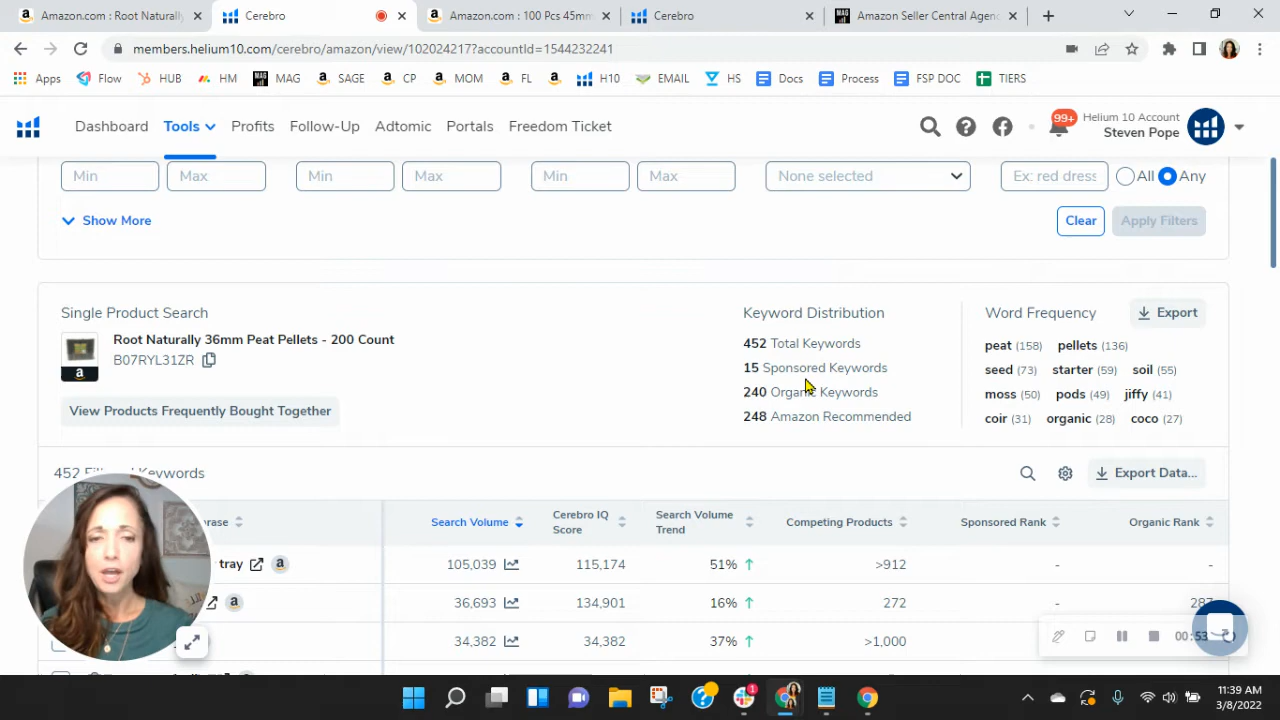 Amazon.com : Root Naturally
Cerebro
Amazon.com : 100 Pcs 45mm
Cerebro
Amazon Seller Central Agenc
members.helium10.com/cerebro/amazon/view/102024217?accountId=1544232241
Apps Flow HUB HM MAG SAGE CP MOM FL H10 EMAIL HS Docs Process FSP DOC TIERS
Dashboard Tools Profits Follow-Up Adtomic Portals Freedom Ticket
99+
Helium 10 Account
Steven Pope
Min Max Min Max Min Max None selected Ex: red dress All Any
Show More Clear Apply Filters
Single Product Search
Root Naturally 36mm Peat Pellets - 200 Count
B07RYL31ZR
View Products Frequently Bought Together
Keyword Distribution
452 Total Keywords
15 Sponsored Keywords
240 Organic Keywords
248 Amazon Recommended
Word Frequency Export
peat (158) pellets (136)
seed (73) starter (59) soil (55)
moss (50) pods (49) jiffy (41)
coir (31) organic (28) coco (27)
452 Keywords Export Data...
Search Volume Cerebro IQ Score Search Volume Trend Competing Products Sponsored Rank Organic Rank
tray 105,039 115,174 51% >912 - -
36,693 134,901 16% 272 - 287
34,382 34,382 37% >1,000
00:53
11:39 AM
3/8/2022